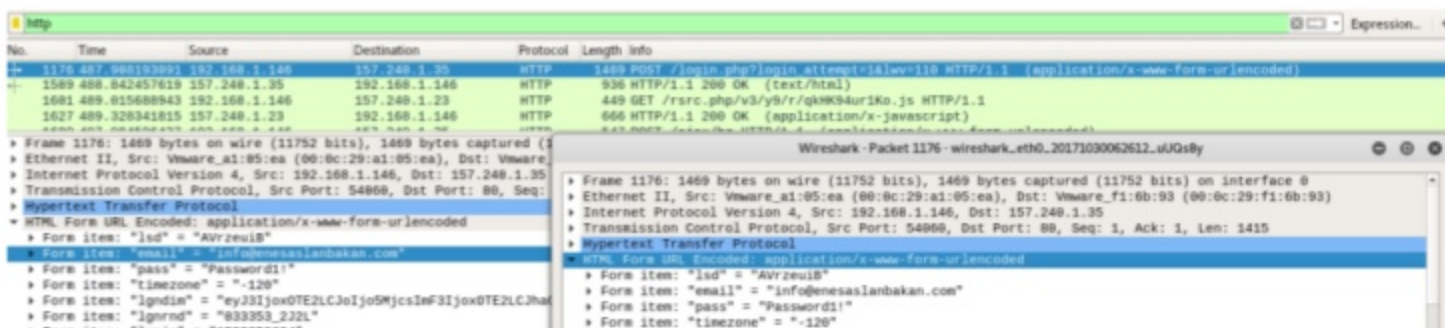 http
Expression...
No. Time Source Destination Protocol Length Info
1176 487.988193091 192.168.1.146 157.240.1.35 HTTP 1469 POST /login.php?login_attempt=1&lwv=110 HTTP/1.1 (application/x-www-form-urlencoded)
1589 488.842457619 157.240.1.35 192.168.1.146 HTTP 936 HTTP/1.1 200 OK (text/html)
1601 489.015688943 192.168.1.146 157.240.1.23 HTTP 449 GET /rsrc.php/v3/y9/r/qkHK94ur1Ko.js HTTP/1.1
1627 489.328341815 157.240.1.23 192.168.1.146 HTTP 666 HTTP/1.1 200 OK (application/x-javascript)
Frame 1176: 1469 bytes on wire (11752 bits), 1469 bytes captured (1
Ethernet II, Src: Vmware_a1:05:ea (00:0c:29:a1:05:ea), Dst: Vmware_
Internet Protocol Version 4, Src: 192.168.1.146, Dst: 157.240.1.35
Transmission Control Protocol, Src Port: 54060, Dst Port: 80, Seq:
Hypertext Transfer Protocol
HTML Form URL Encoded: application/x-www-form-urlencoded
Form item: "lsd" = "AVrzeuiB"
Form item: "email" = "info@enesaslanbakan.com"
Form item: "pass" = "Password1!"
Form item: "timezone" = "-120"
Form item: "lgndim" = "eyJ3IjoxOTE2LCJoIjo5MjcsImF3IjoxOTE2LCJhaC
Form item: "lgnrnd" = "033353_2J2L"
Wireshark · Packet 1176 · wireshark_eth0_20171030062612_uUQs8y
Frame 1176: 1469 bytes on wire (11752 bits), 1469 bytes captured (11752 bits) on interface 0
Ethernet II, Src: Vmware_a1:05:ea (00:0c:29:a1:05:ea), Dst: Vmware_f1:6b:93 (00:0c:29:f1:6b:93)
Internet Protocol Version 4, Src: 192.168.1.146, Dst: 157.240.1.35
Transmission Control Protocol, Src Port: 54060, Dst Port: 80, Seq: 1, Ack: 1, Len: 1415
Hypertext Transfer Protocol
HTML Form URL Encoded: application/x-www-form-urlencoded
Form item: "lsd" = "AVrzeuiB"
Form item: "email" = "info@enesaslanbakan.com"
Form item: "pass" = "Password1!"
Form item: "timezone" = "-120"